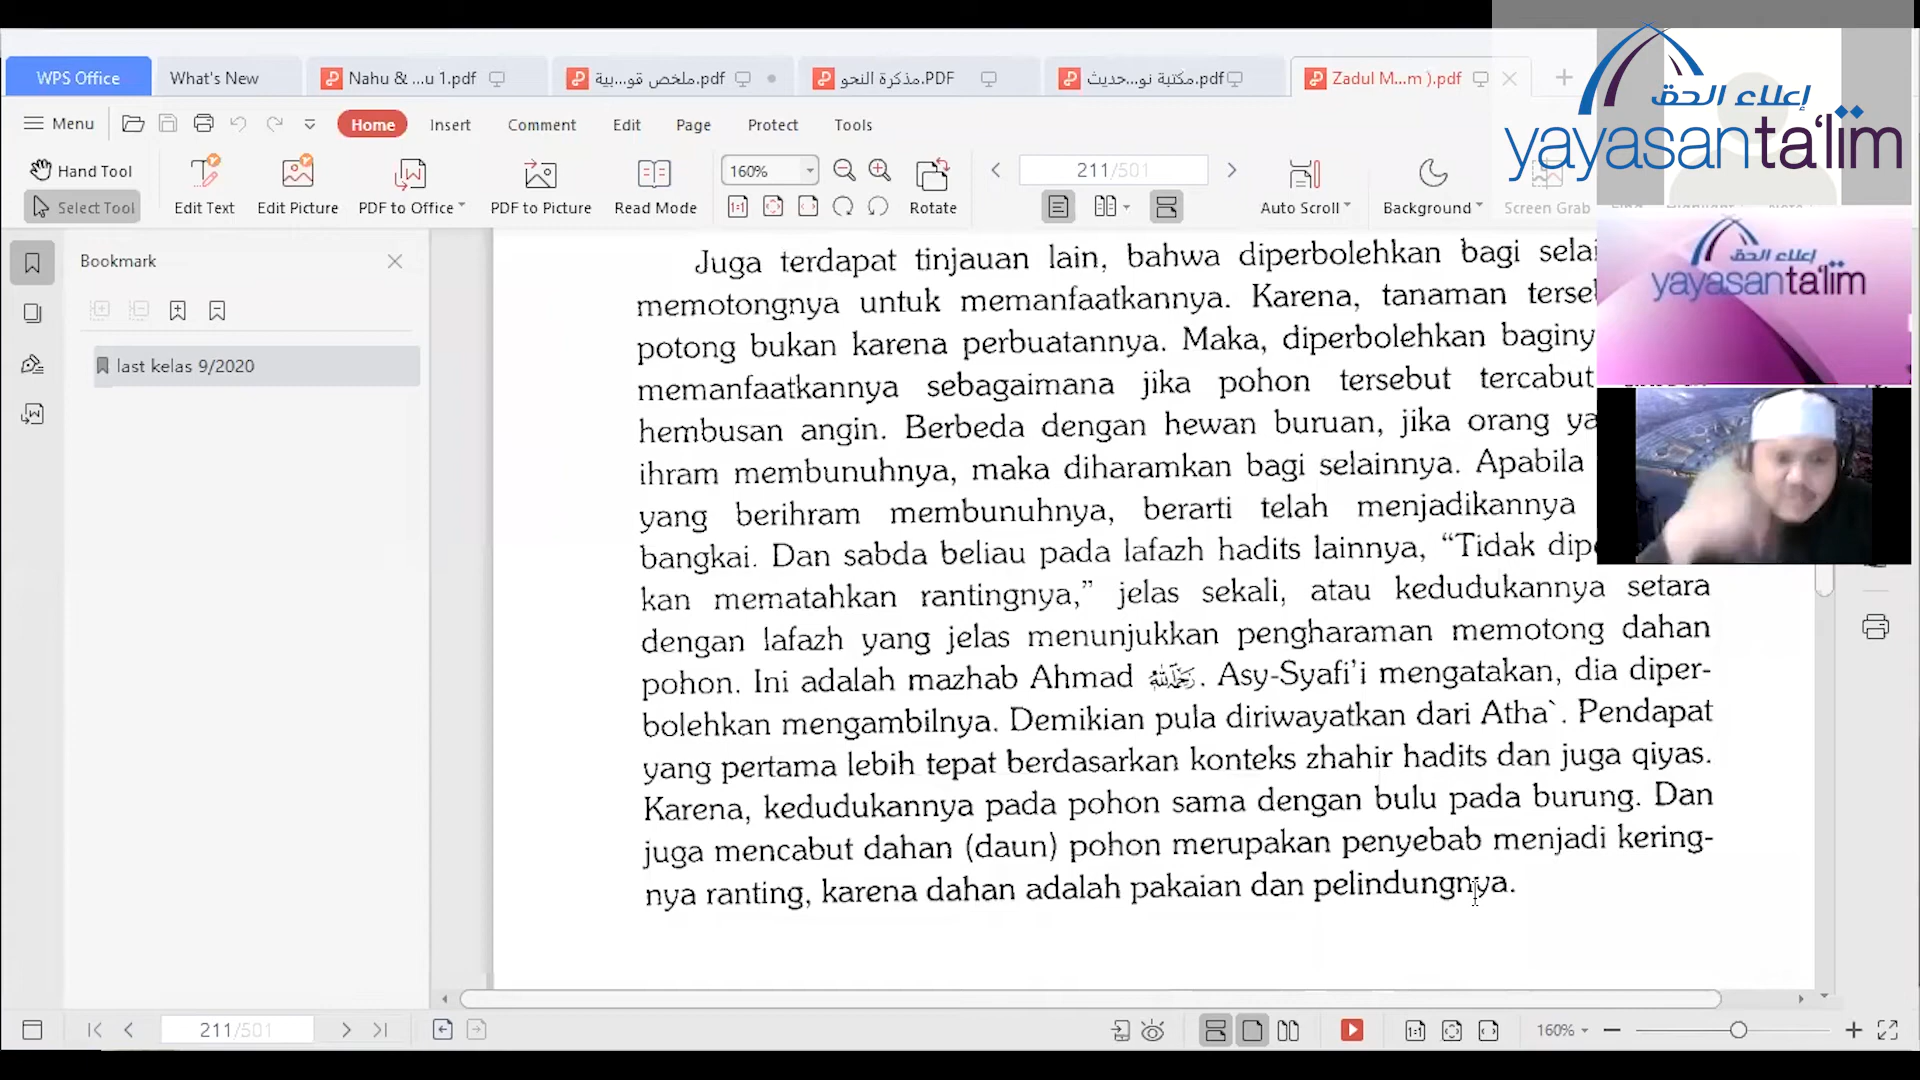 إعلاء الحق
yayasanta'lim
WPS Office
What's New
Nahu & ...u 1.pdf
ملخص قو...بية.pdf
مذكرة النحو.PDF
مكتبة نو...حديث.pdf
Zadul M...m ).pdf
Menu
Home
Insert
Comment
Edit
Page
Protect
Tools
Hand Tool
Select Tool
Edit Text
Edit Picture
PDF to Office
PDF to Picture
Read Mode
160%
1:1
Rotate
211/501
Auto Scroll
Background
Screen Grab
Bookmark
last kelas 9/2020
Juga terdapat tinjauan lain, bahwa diperbolehkan bagi
memotongnya untuk memanfaatkannya. Karena, tanaman
potong bukan karena perbuatannya. Maka, diperbolehkan
memanfaatkannya sebagaimana jika pohon tersebut tercabut
hembusan angin. Berbeda dengan hewan buruan, jika orang
ihram membunuhnya, maka diharamkan bagi selainnya. Apabila
yang berihram membunuhnya, berarti telah menjadikannya
bangkai. Dan sabda beliau pada lafazh hadits lainnya, “Tidak
kan mematahkan rantingnya,” jelas sekali, atau kedudukannya setara
dengan lafazh yang jelas menunjukkan pengharaman memotong dahan
pohon. Ini adalah mazhab Ahmad رحمه الله. Asy-Syafi’i mengatakan, dia diper-
bolehkan mengambilnya. Demikian pula diriwayatkan dari Atha`. Pendapat
yang pertama lebih tepat berdasarkan konteks zhahir hadits dan juga qiyas.
Karena, kedudukannya pada pohon sama dengan bulu pada burung. Dan
juga mencabut dahan (daun) pohon merupakan penyebab menjadi kering-
nya ranting, karena dahan adalah pakaian dan pelindungnya.
إعلاء الحق
yayasanta'lim
211/501
1:1
160%